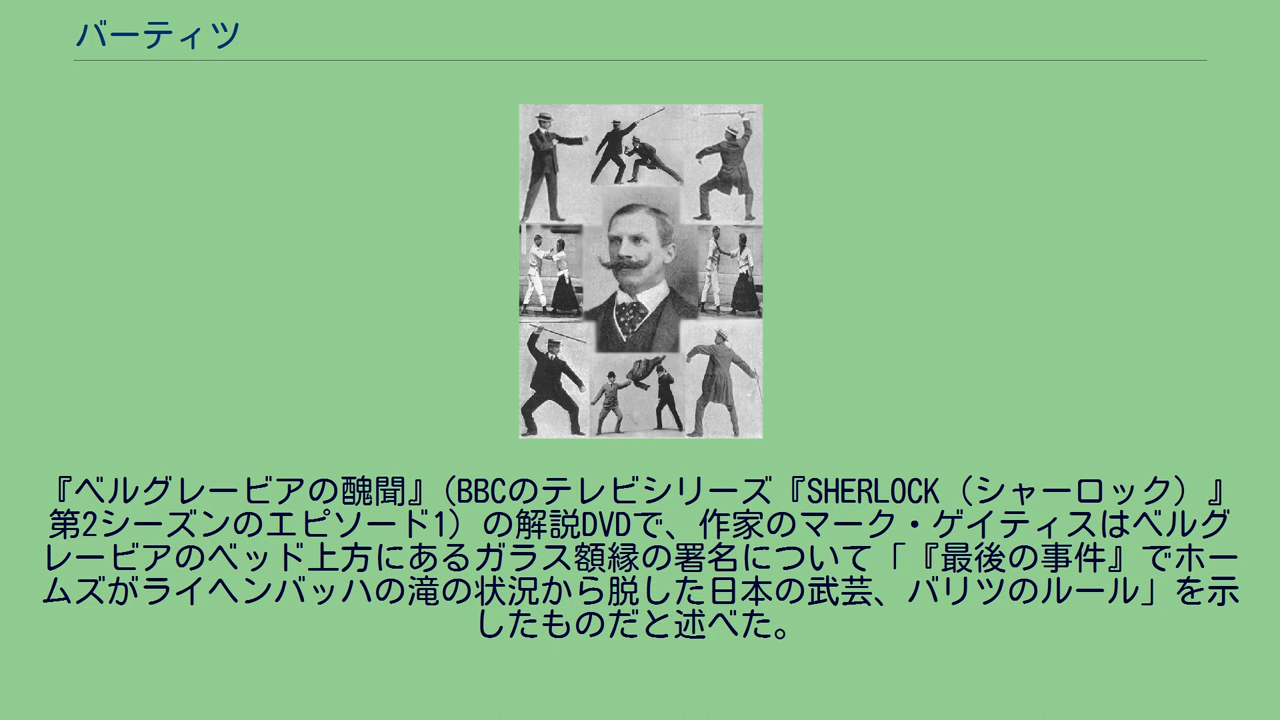 バーティツ
『ベルグレービアの醜聞』（BBCのテレビシリーズ『SHERLOCK（シャーロック）』
第2シーズンのエピソード1）の解説DVDで、作家のマーク・ゲイティスはベルグ
レービアのベッド上方にあるガラス額縁の署名について「『最後の事件』でホー
ムズがライヘンバッハの滝の状況から脱した日本の武芸、バリツのルール」を示
したものだと述べた。